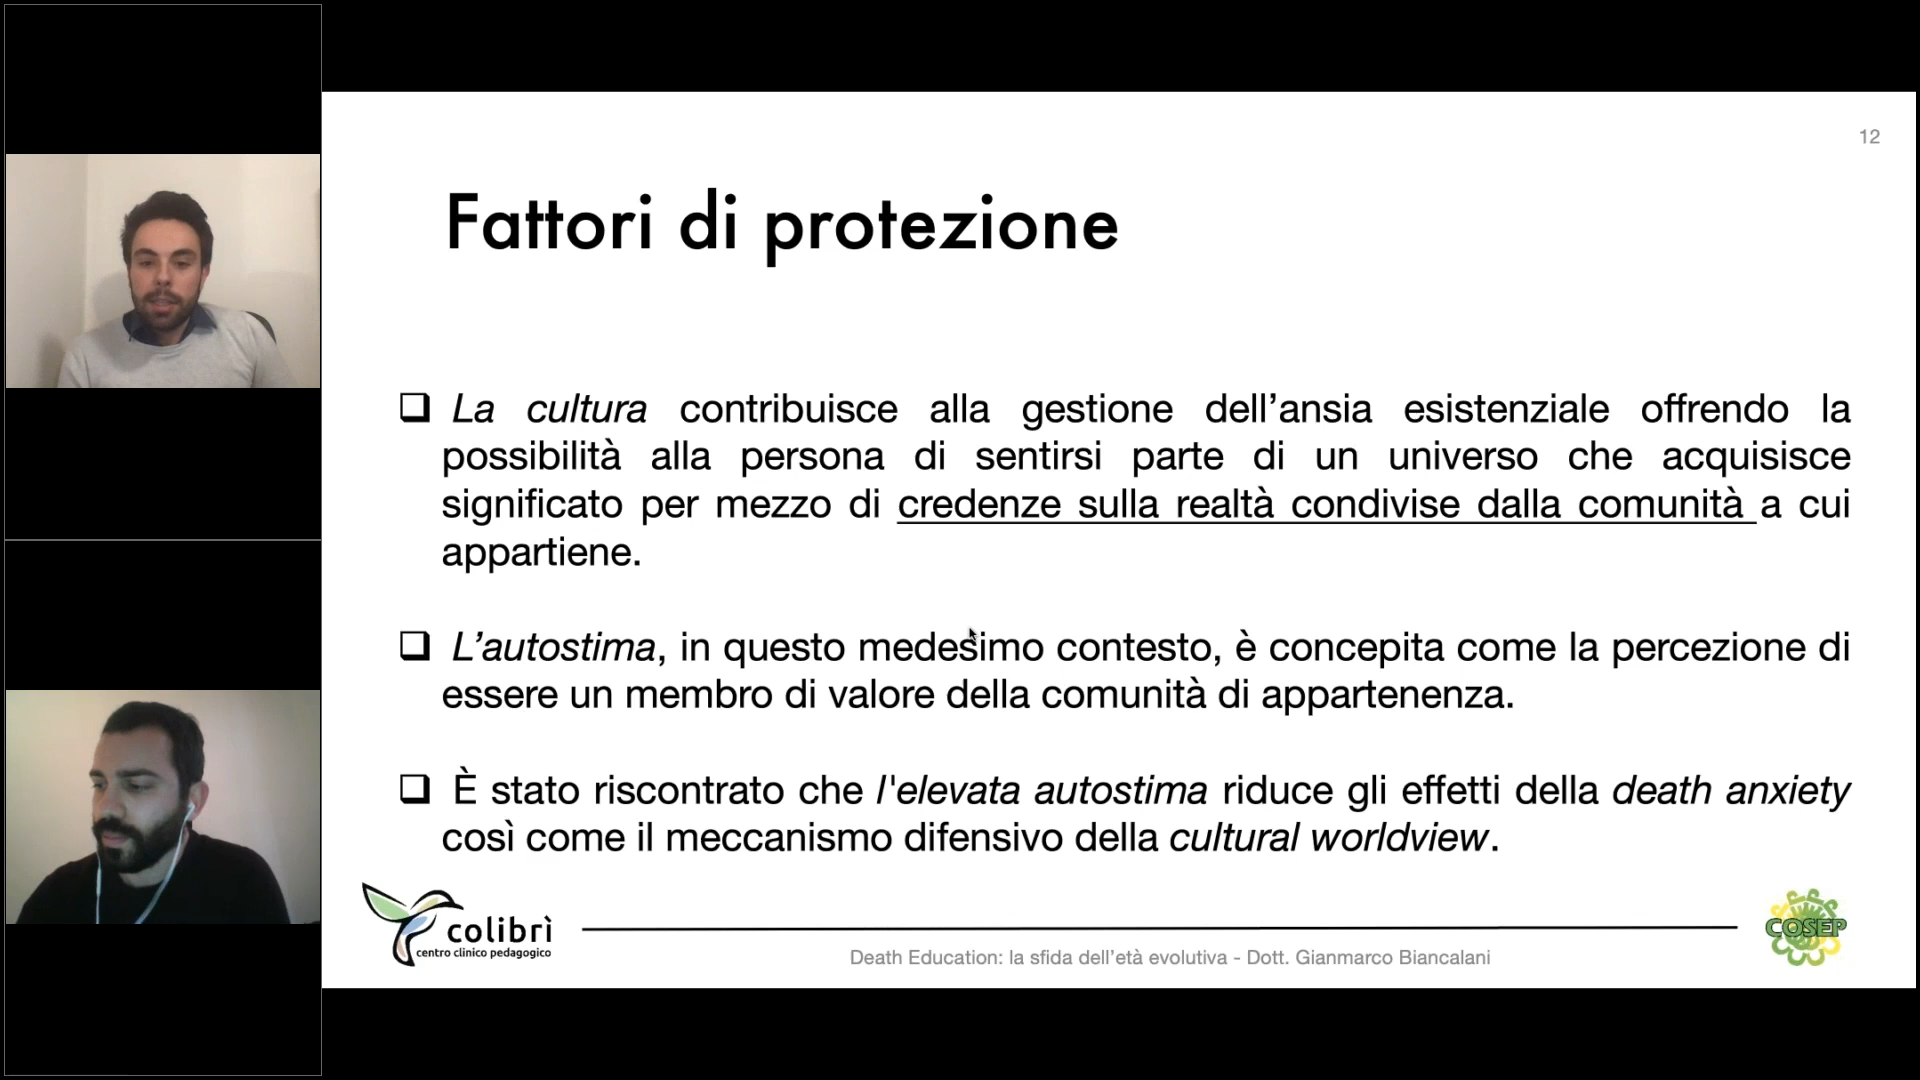 12
Fattori di protezione
❑ La cultura contribuisce alla gestione dell’ansia esistenziale offrendo la
possibilità alla persona di sentirsi parte di un universo che acquisisce
significato per mezzo di credenze sulla realtà condivise dalla comunità a cui
appartiene.
❑ L’autostima, in questo medesimo contesto, è concepita come la percezione di
essere un membro di valore della comunità di appartenenza.
❑ È stato riscontrato che l'elevata autostima riduce gli effetti della death anxiety
così come il meccanismo difensivo della cultural worldview.
colibrì
centro clinico pedagogico
Death Education: la sfida dell’età evolutiva - Dott. Gianmarco Biancalani
COSEP